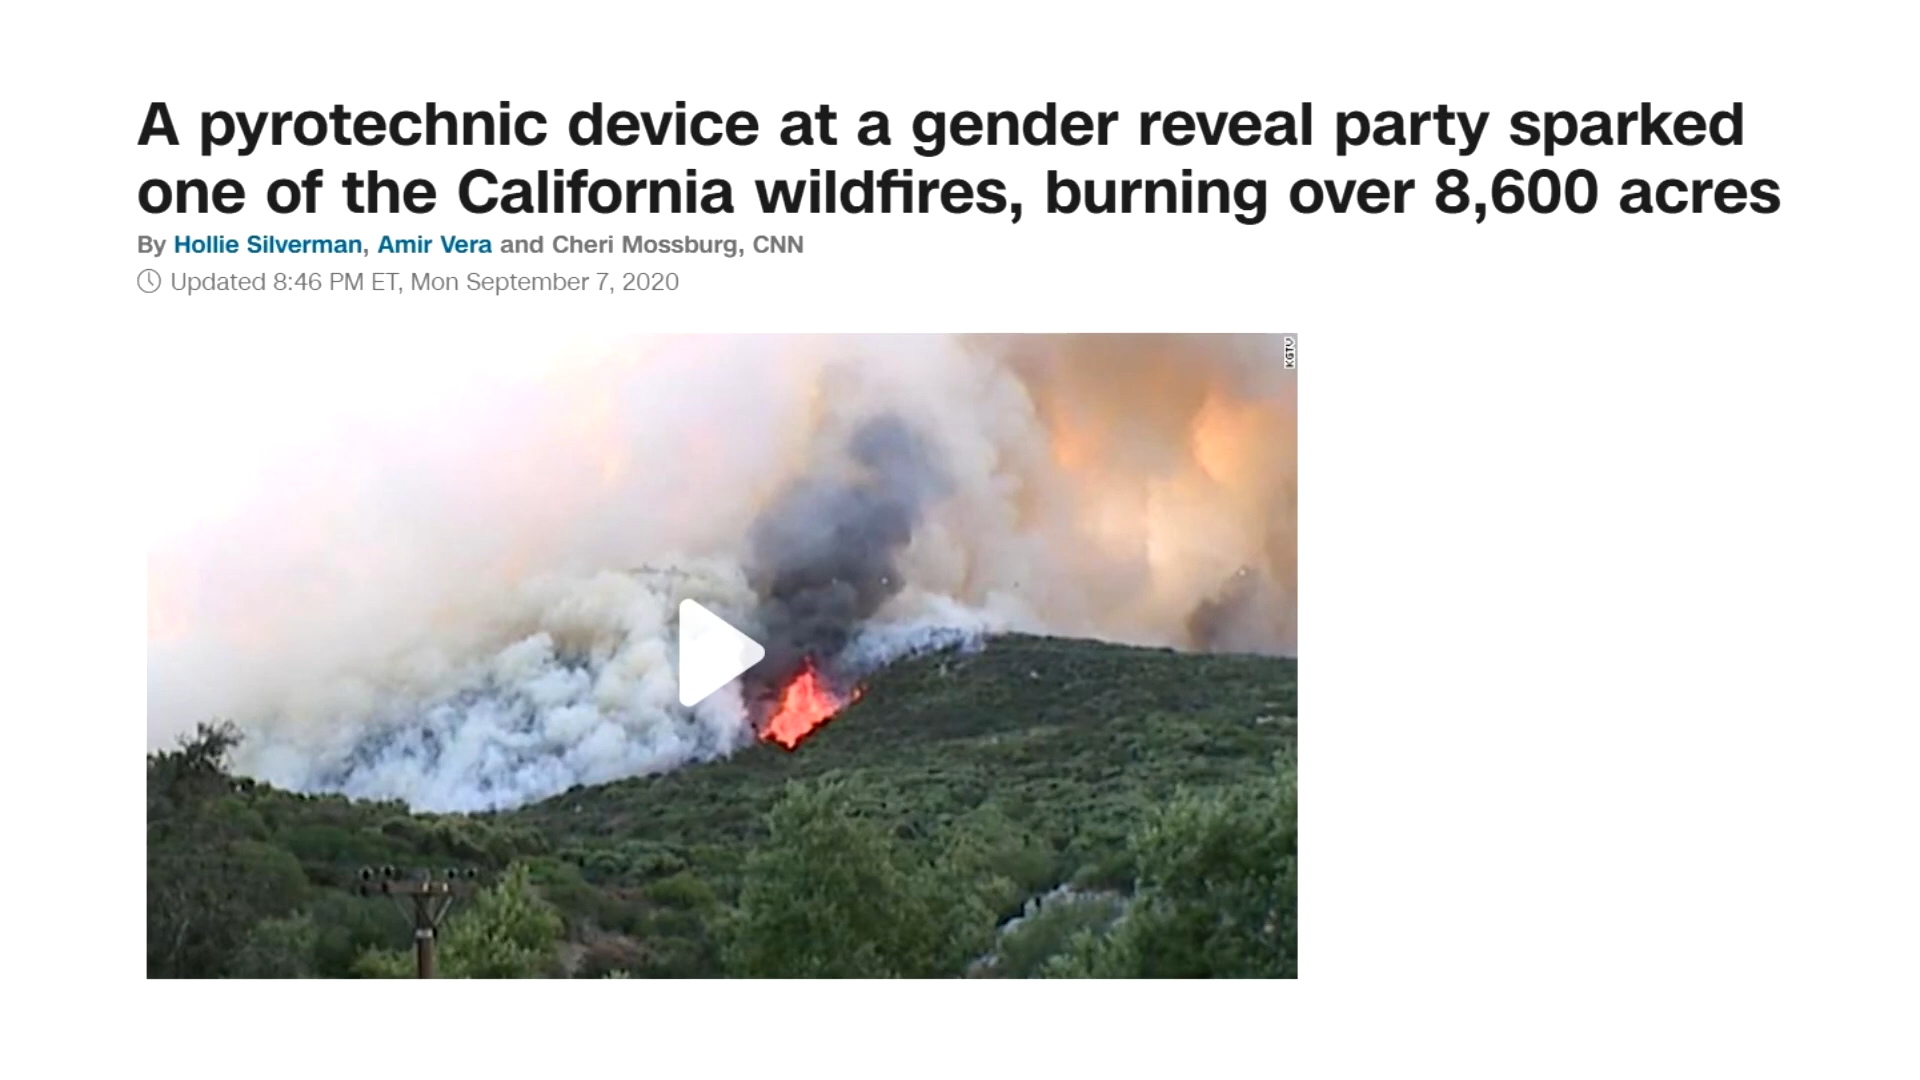 A pyrotechnic device at a gender reveal party sparked
one of the California wildfires, burning over 8,600 acres
By Hollie Silverman, Amir Vera and Cheri Mossburg, CNN
Updated 8:46 PM ET, Mon September 7, 2020
KGTV